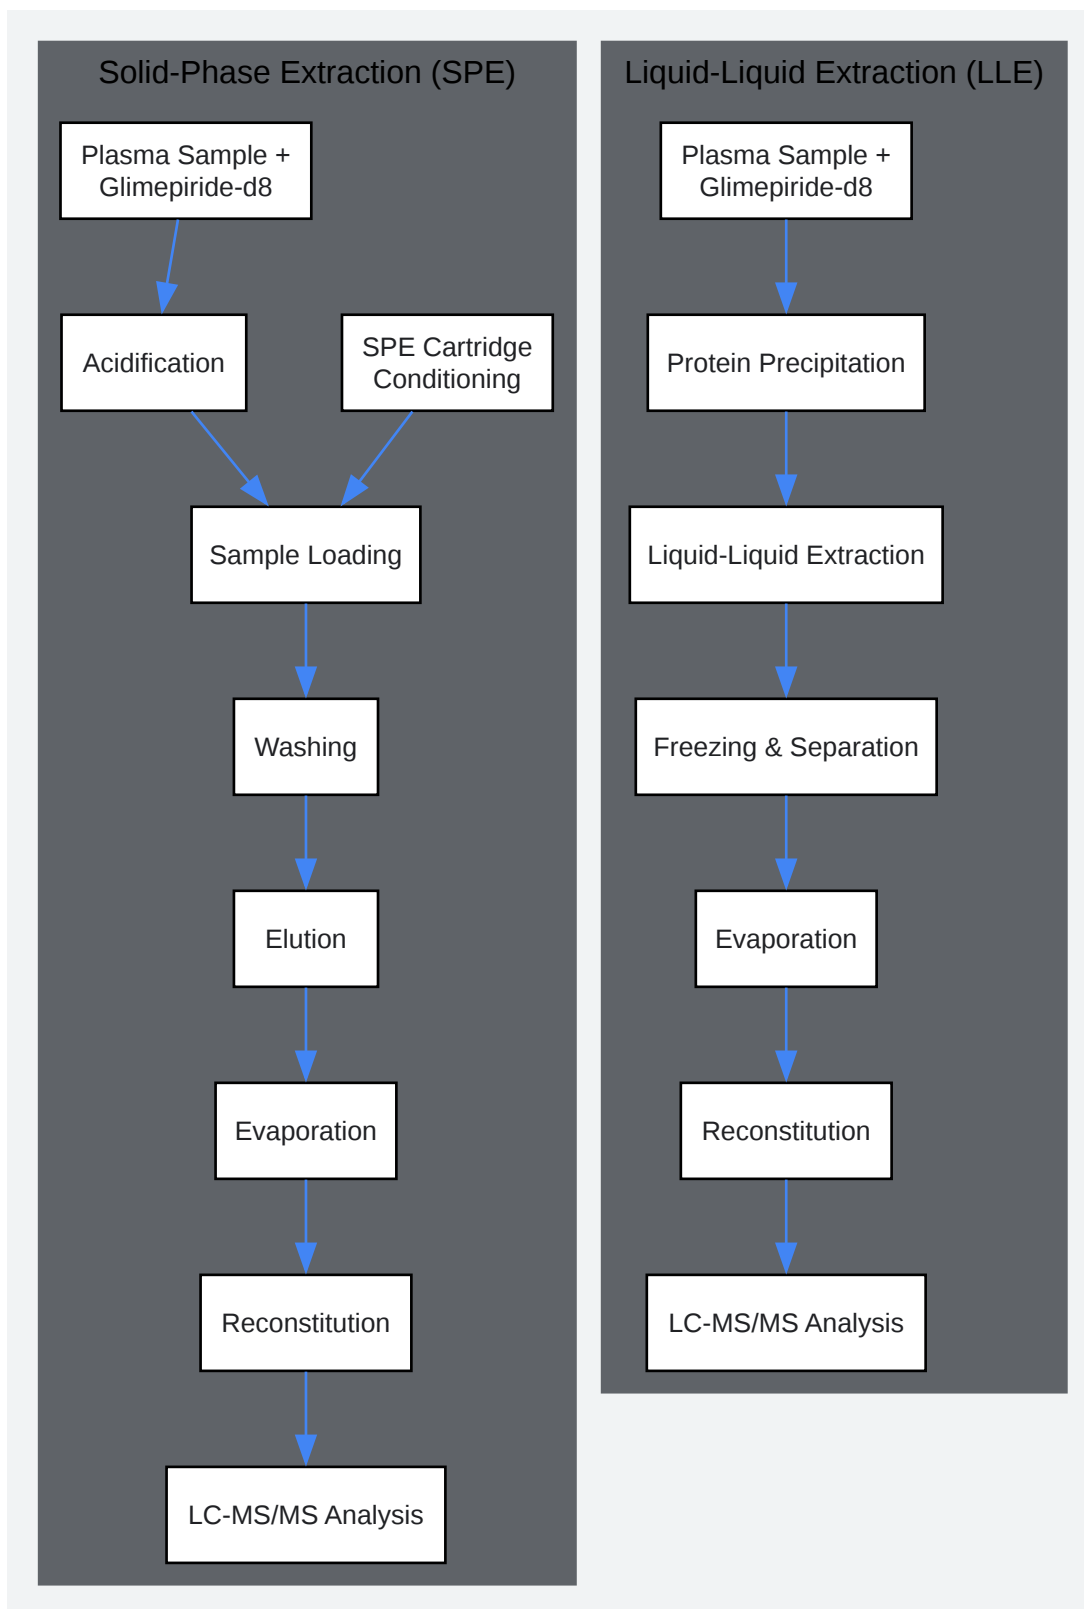 Solid-Phase Extraction (SPE)
Plasma Sample +
Glimepiride-d8
Acidification
SPE Cartridge
Conditioning
Sample Loading
Washing
Elution
Evaporation
Reconstitution
LC-MS/MS Analysis
Liquid-Liquid Extraction (LLE)
Plasma Sample +
Glimepiride-d8
Protein Precipitation
Liquid-Liquid Extraction
Freezing & Separation
Evaporation
Reconstitution
LC-MS/MS Analysis